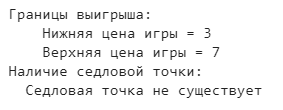 Границы выигрыша:
Нижняя цена игры = 3
Верхняя цена игры = 7
Наличие седловой точки:
Седловая точка не существует